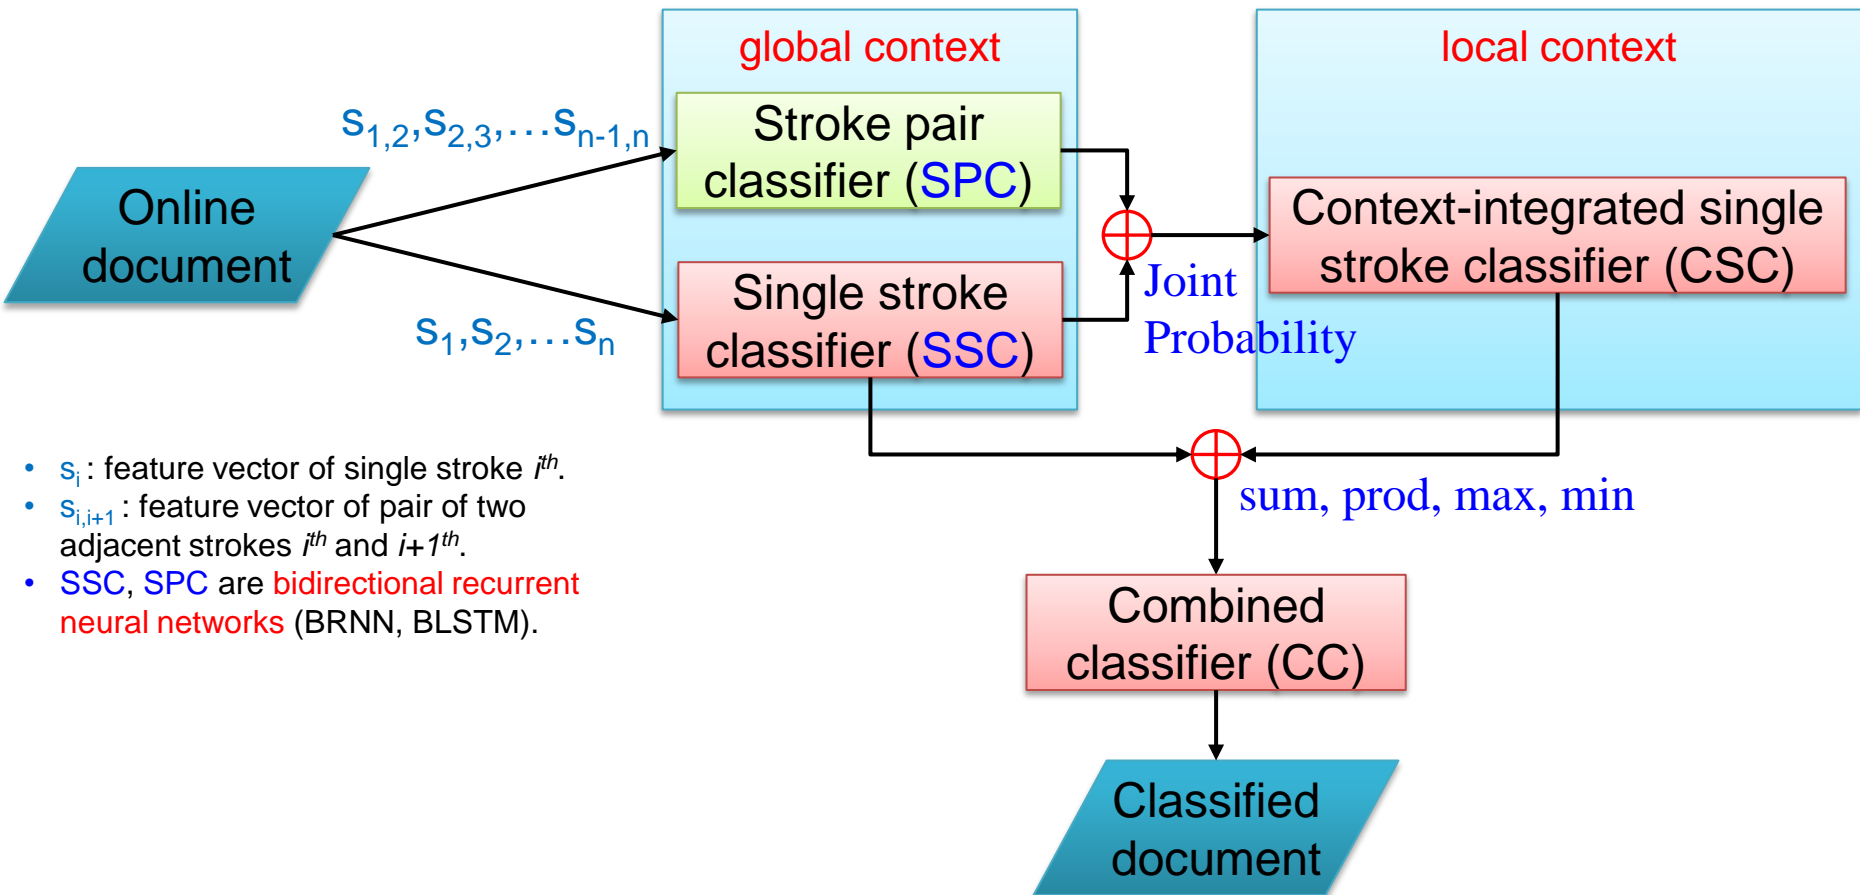 global context
local context
s1,2,s2,3,…sn-1,n
Stroke pair
classifier (SPC)
Online
document
Context-integrated single
stroke classifier (CSC)
Joint
Probability
s1,s2,…sn
Single stroke
classifier (SSC)
• si : feature vector of single stroke ith.
• si,i+1 : feature vector of pair of two
adjacent strokes ith and i+1th.
• SSC, SPC are bidirectional recurrent
neural networks (BRNN, BLSTM).
sum, prod, max, min
Combined
classifier (CC)
Classified
document